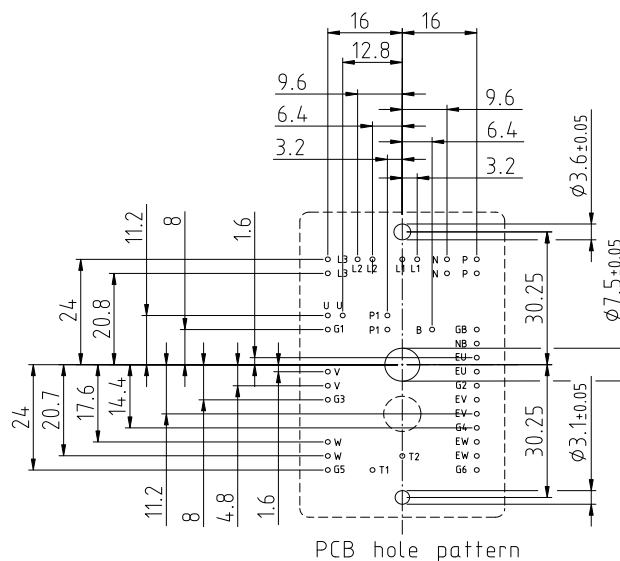 16 16
12.8
9.6 9.6
6.4 6.4
3.2 3.2
Ø3.6±0.05
11.2 8 1.6
Ø7.5±0.05
L3 L2 L2 L1 L1 N P
L3 N P
24 20.8
30.25
U U P1
G1 P1 B GB
NB
EU
V EU
V G2
G3 EV
EV
G4
W EW
W T2 EW
G5 T1 G6
24 20.7 17.6 14.4
30.25
Ø3.1±0.05
11.2 8 4.8 1.6
PCB hole pattern